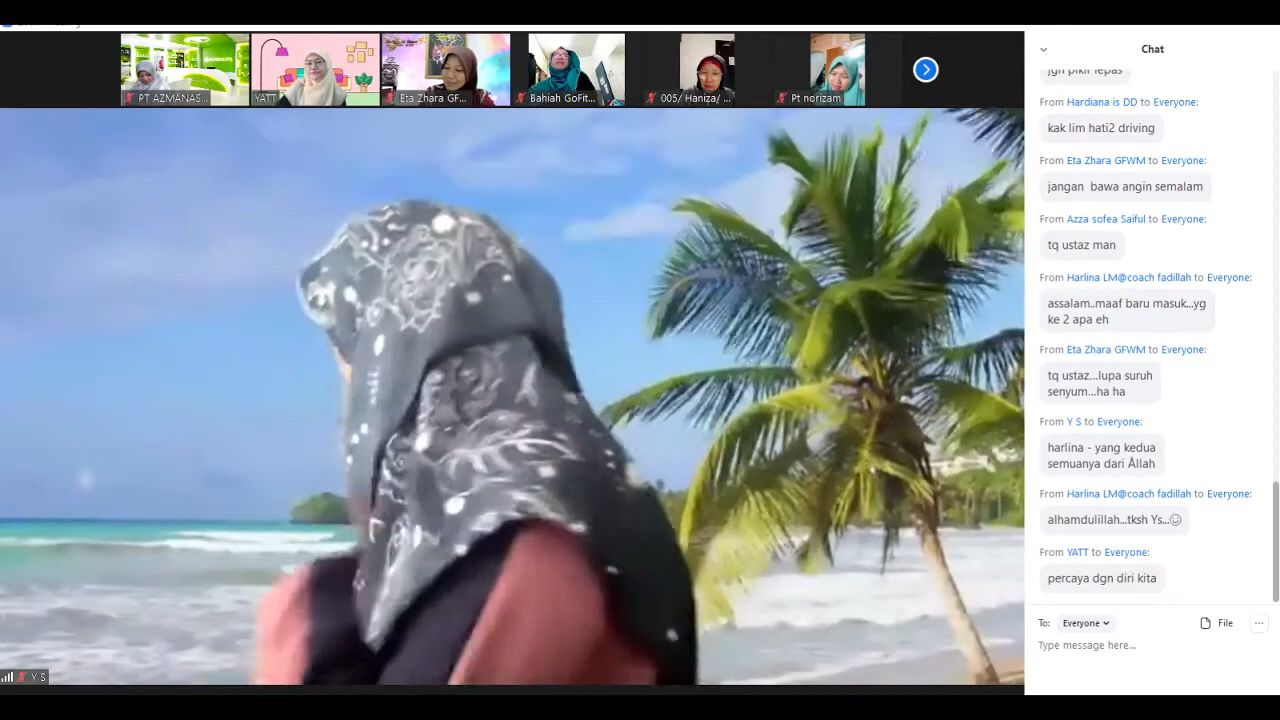 PT AZMANAS...
YATT
Eta Zhara GF...
Bahiah GoFit...
005/ Haniza/ ...
Pt norizam
Y S
Chat
jgn pikir lepas
From Hardiana is DD to Everyone:
kak lim hati2 driving
From Eta Zhara GFWM to Everyone:
jangan bawa angin semalam
From Azza sofea Saiful to Everyone:
tq ustaz man
From Harlina LM@coach fadillah to Everyone:
assalam..maaf baru masuk...yg
ke 2 apa eh
From Eta Zhara GFWM to Everyone:
tq ustaz...lupa suruh
senyum...ha ha
From Y S to Everyone:
harlina - yang kedua
semuanya dari Allah
From Harlina LM@coach fadillah to Everyone:
alhamdulillah...tksh Ys...☺
From YATT to Everyone:
percaya dgn diri kita
To: Everyone
File
...
Type message here...